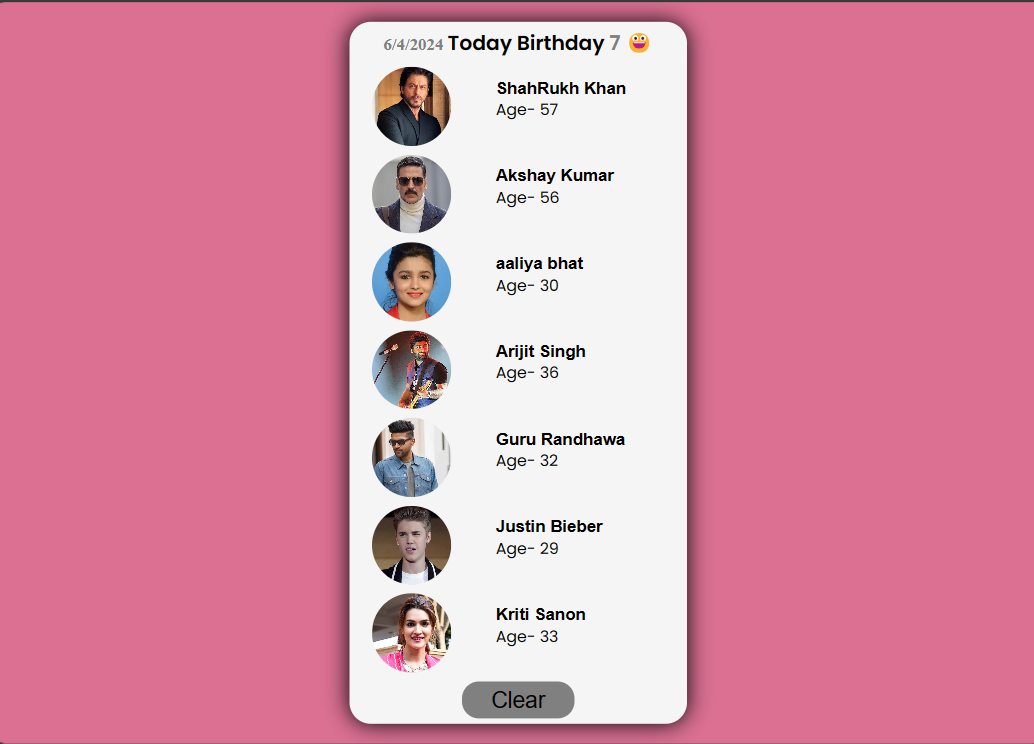 6/4/2024 Today Birthday 7 😀
ShahRukh Khan
Age- 57
Akshay Kumar
Age- 56
aaliya bhat
Age- 30
Arijit Singh
Age- 36
Guru Randhawa
Age- 32
Justin Bieber
Age- 29
Kriti Sanon
Age- 33
Clear